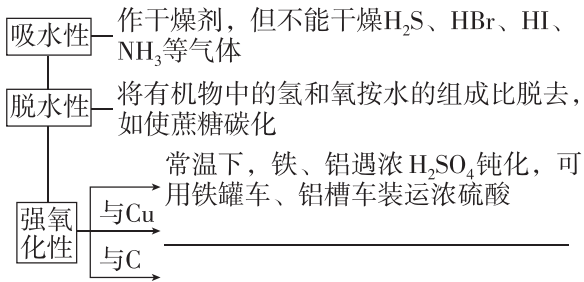 吸水性 作干燥剂，但不能干燥H₂S、HBr、HI、
NH₃等气体
脱水性 将有机物中的氢和氧按水的组成比脱去，
如使蔗糖碳化
常温下，铁、铝遇浓H₂SO₄钝化，可
用铁罐车、铝槽车装运浓硫酸
强氧
化性
与Cu
与C